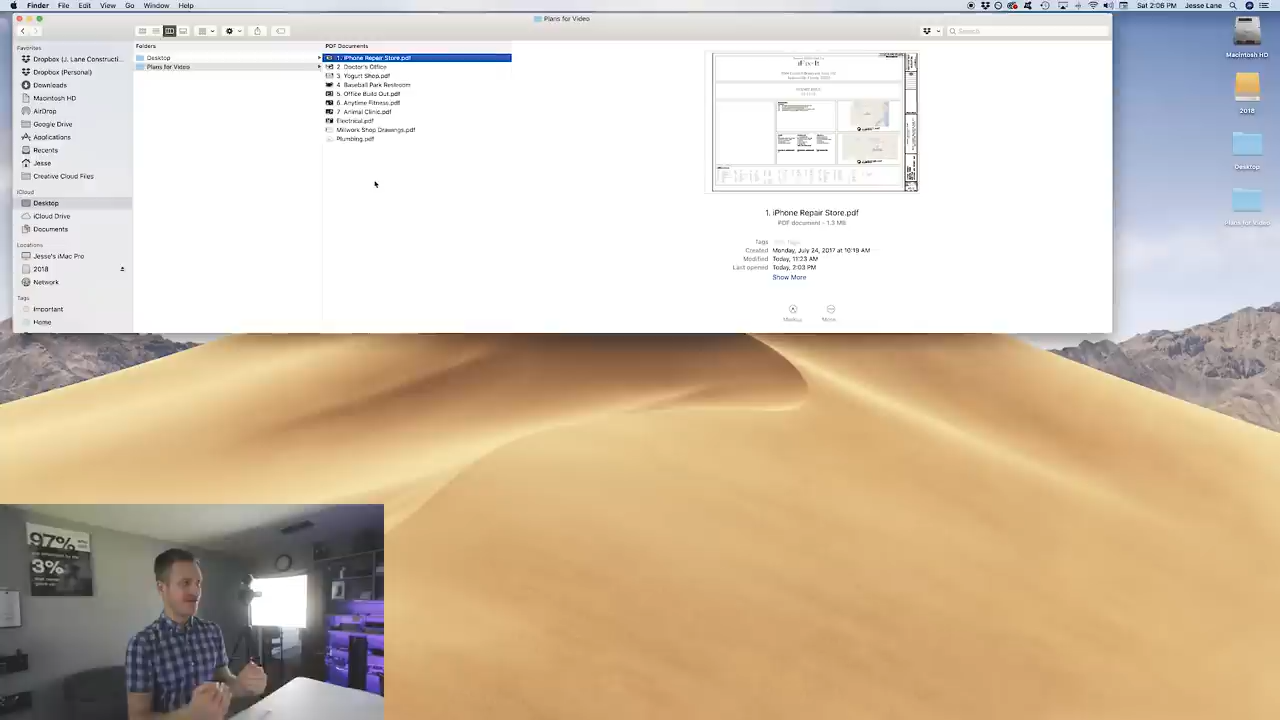 Finder File Edit View Go Window Help
Sat 2:06 PM Jesse Lane
Plans for Video
Search
Favorites
Dropbox (J. Lane Constructi...
Dropbox (Personal)
Downloads
Macintosh HD
AirDrop
Google Drive
Applications
Recents
Jesse
Creative Cloud Files
iCloud
Desktop
iCloud Drive
Documents
Locations
Jesse's iMac Pro
2018
Network
Tags
Important
Home
Folders
Desktop
Plans for Video
PDF Documents
1. iPhone Repair Store.pdf
2. Doctor's Office
3. Yogurt Shop.pdf
4. Baseball Park Restroom
5. Office Build Out.pdf
6. Anytime Fitness.pdf
7. Animal Clinic.pdf
Electrical.pdf
Millwork Shop Drawings.pdf
Plumbing.pdf
1. iPhone Repair Store.pdf
PDF document - 1.3 MB
Tags
Created Monday, July 24, 2017 at 10:19 AM
Modified Today, 11:23 AM
Last opened Today, 2:03 PM
Show More
Markup
More
Macintosh HD
2018
Desktop
Plans for Video
97%
3%